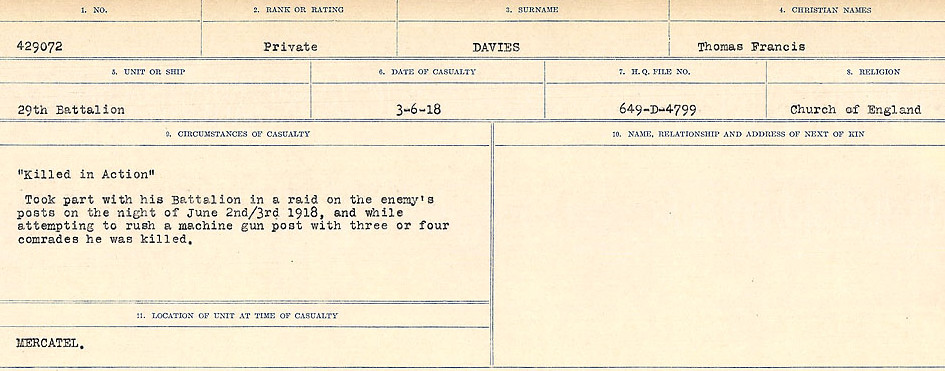 1. NO.
2. RANK OR RATING
3. SURNAME
4. CHRISTIAN NAMES
429072
Private
DAVIES
Thomas Francis
5. UNIT OR SHIP
6. DATE OF CASUALTY
7. H.Q. FILE NO.
8. RELIGION
29th Battalion
3-6-18
649-D-4799
Church of England
9. CIRCUMSTANCES OF CASUALTY
10. NAME, RELATIONSHIP AND ADDRESS OF NEXT OF KIN
"Killed in Action"
Took part with his Battalion in a raid on the enemy's
posts on the night of June 2nd/3rd 1918, and while
attempting to rush a machine gun post with three or four
comrades he was killed.
11. LOCATION OF UNIT AT TIME OF CASUALTY
MERCATEL.